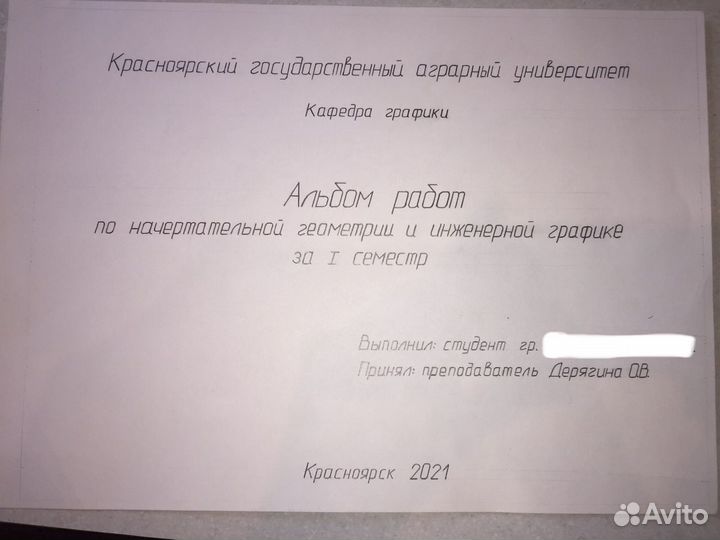 Красноярский государственный аграрный университет
Кафедра графики
Альбом работ
по начертательной геометрии и инженерной графике
за I семестр
Выполнил: студент гр.
Принял: преподаватель Дерягина О.В.
Красноярск 2021
Avito